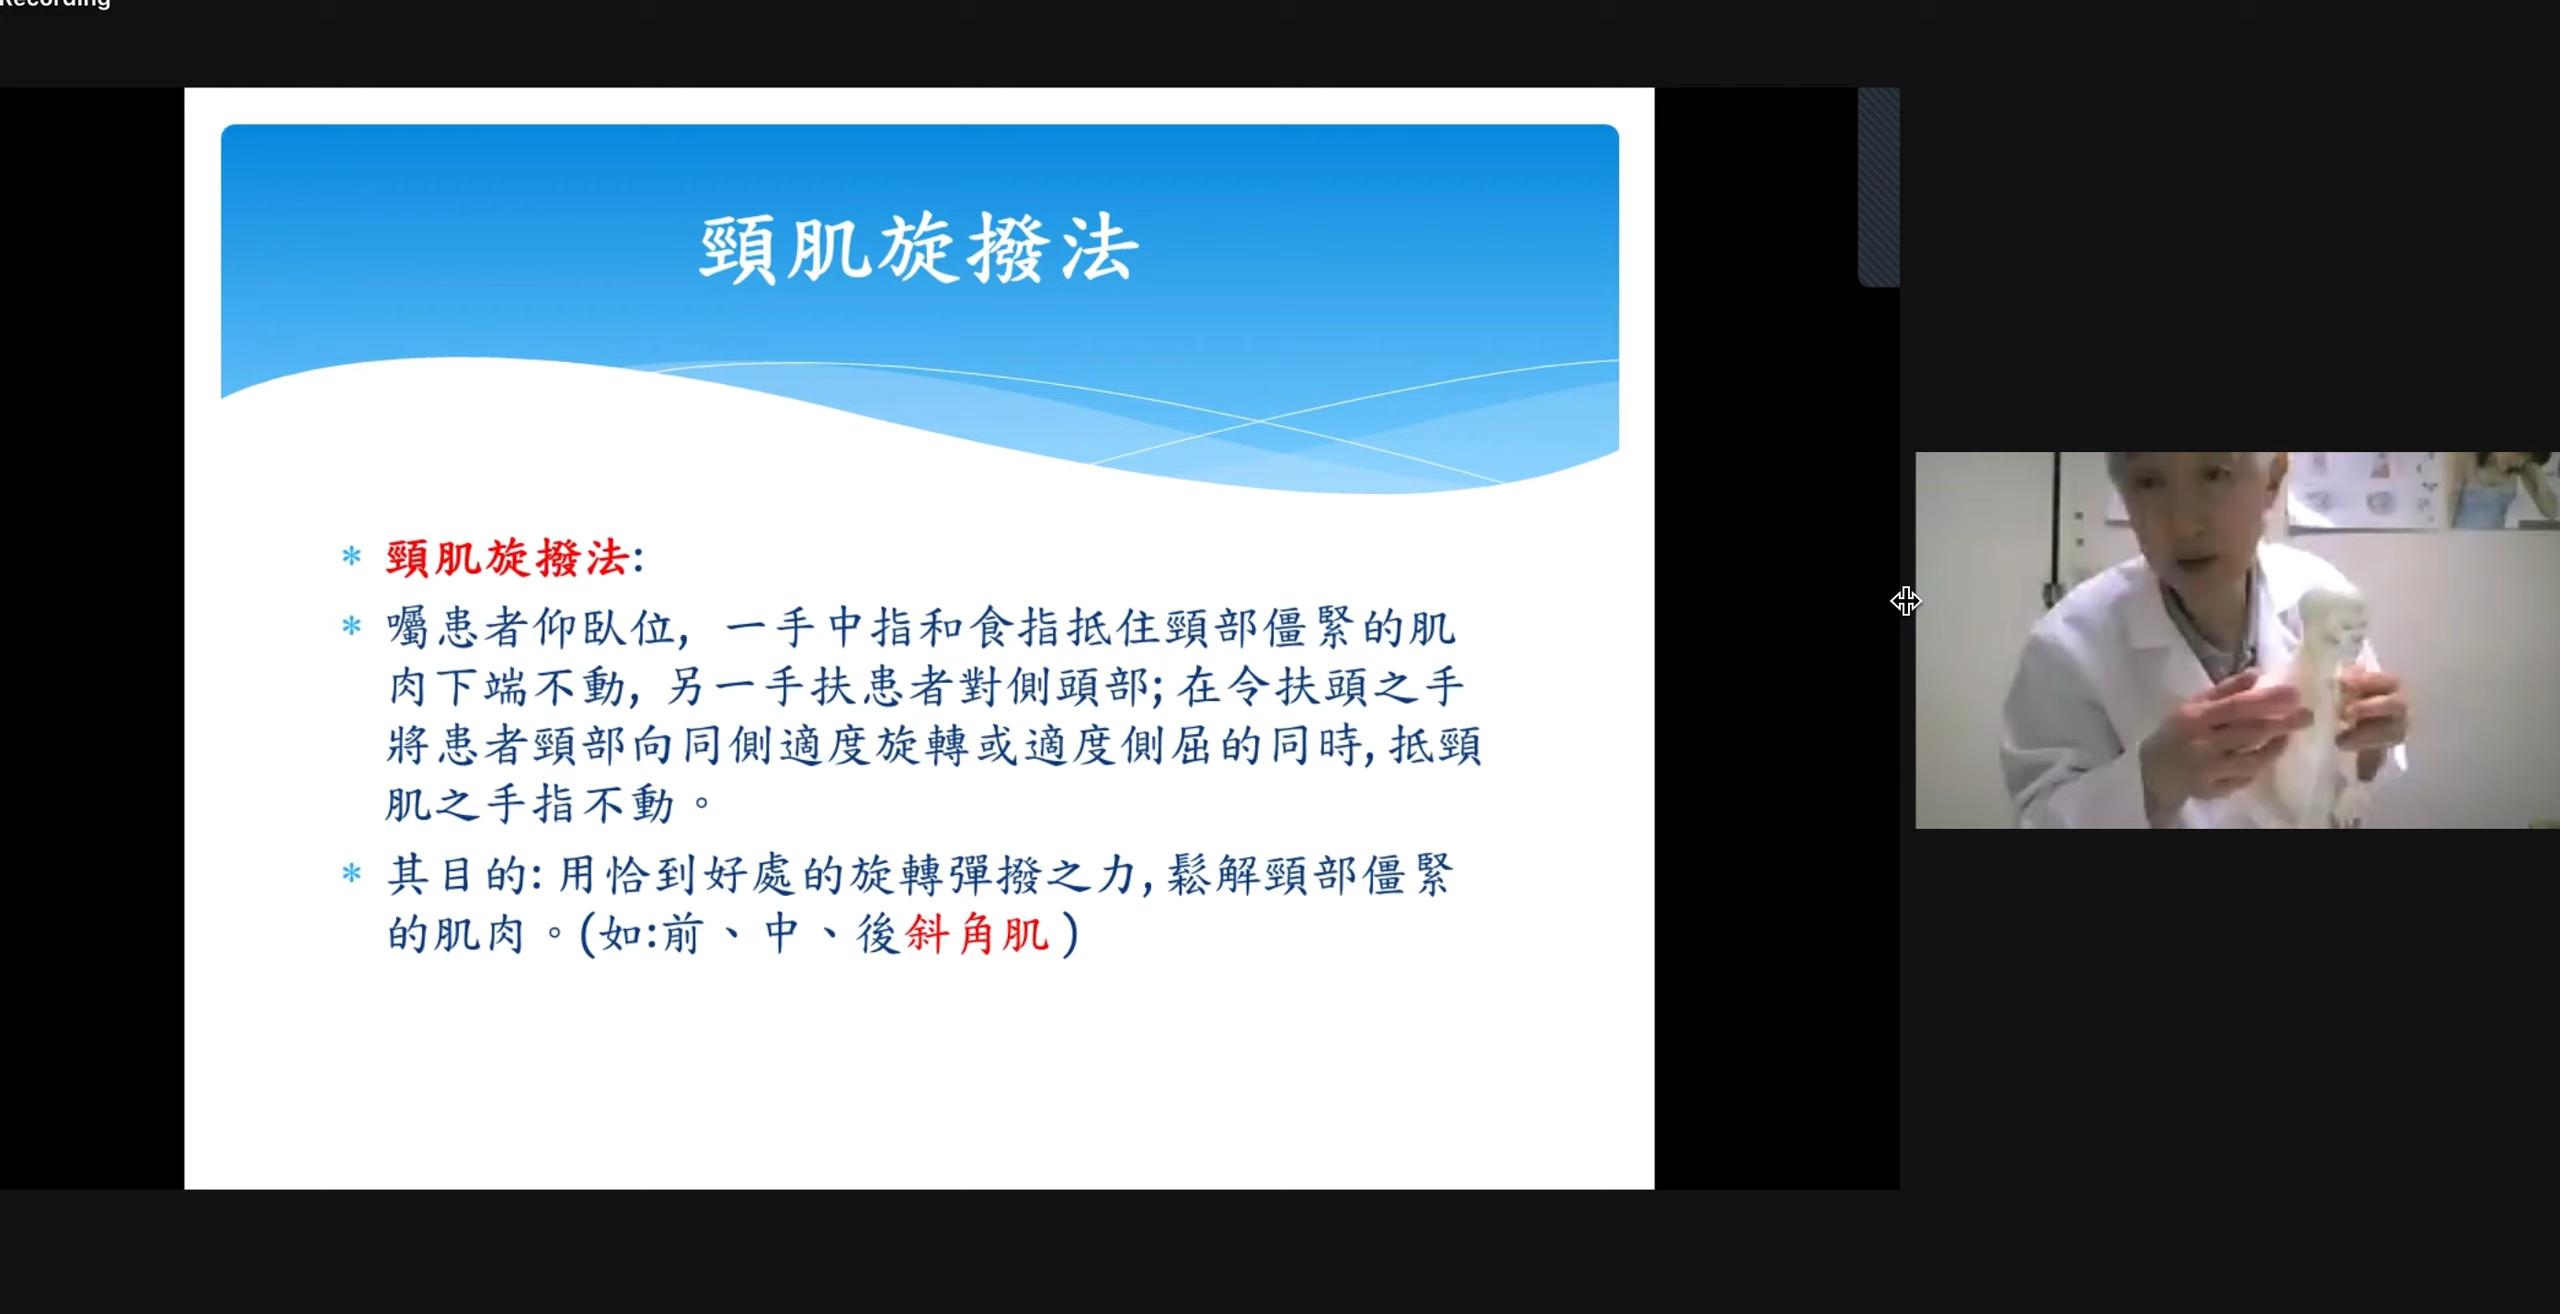 Recording
頸肌旋撥法
* 頸肌旋撥法:
* 囑患者仰臥位, 一手中指和食指抵住頸部僵緊的肌
肉下端不動, 另一手扶患者對側頭部; 在令扶頭之手
將患者頸部向同側適度旋轉或適度側屈的同時, 抵頸
肌之手指不動。
* 其目的: 用恰到好處的旋轉彈撥之力, 鬆解頸部僵緊
的肌肉。(如:前、中、後斜角肌 )